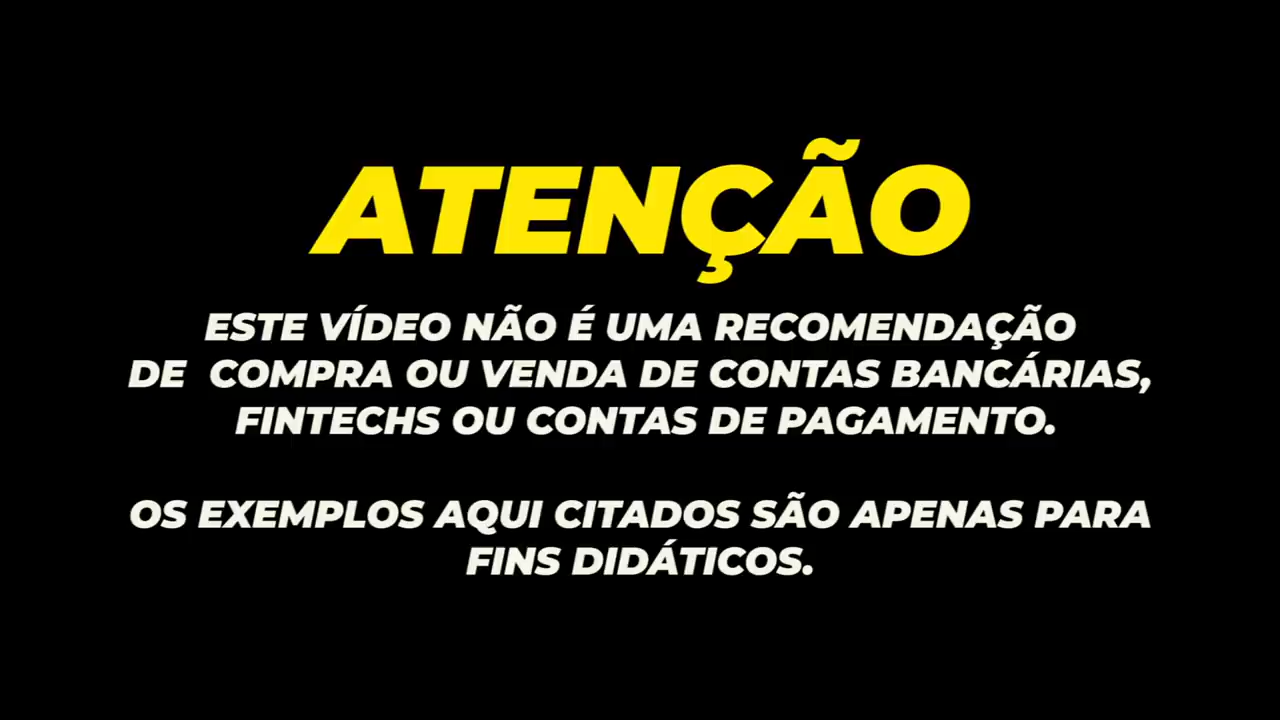 ATENÇÃO
ESTE VÍDEO NÃO É UMA RECOMENDAÇÃO
DE COMPRA OU VENDA DE CONTAS BANCÁRIAS,
FINTECHS OU CONTAS DE PAGAMENTO.
OS EXEMPLOS AQUI CITADOS SÃO APENAS PARA
FINS DIDÁTICOS.